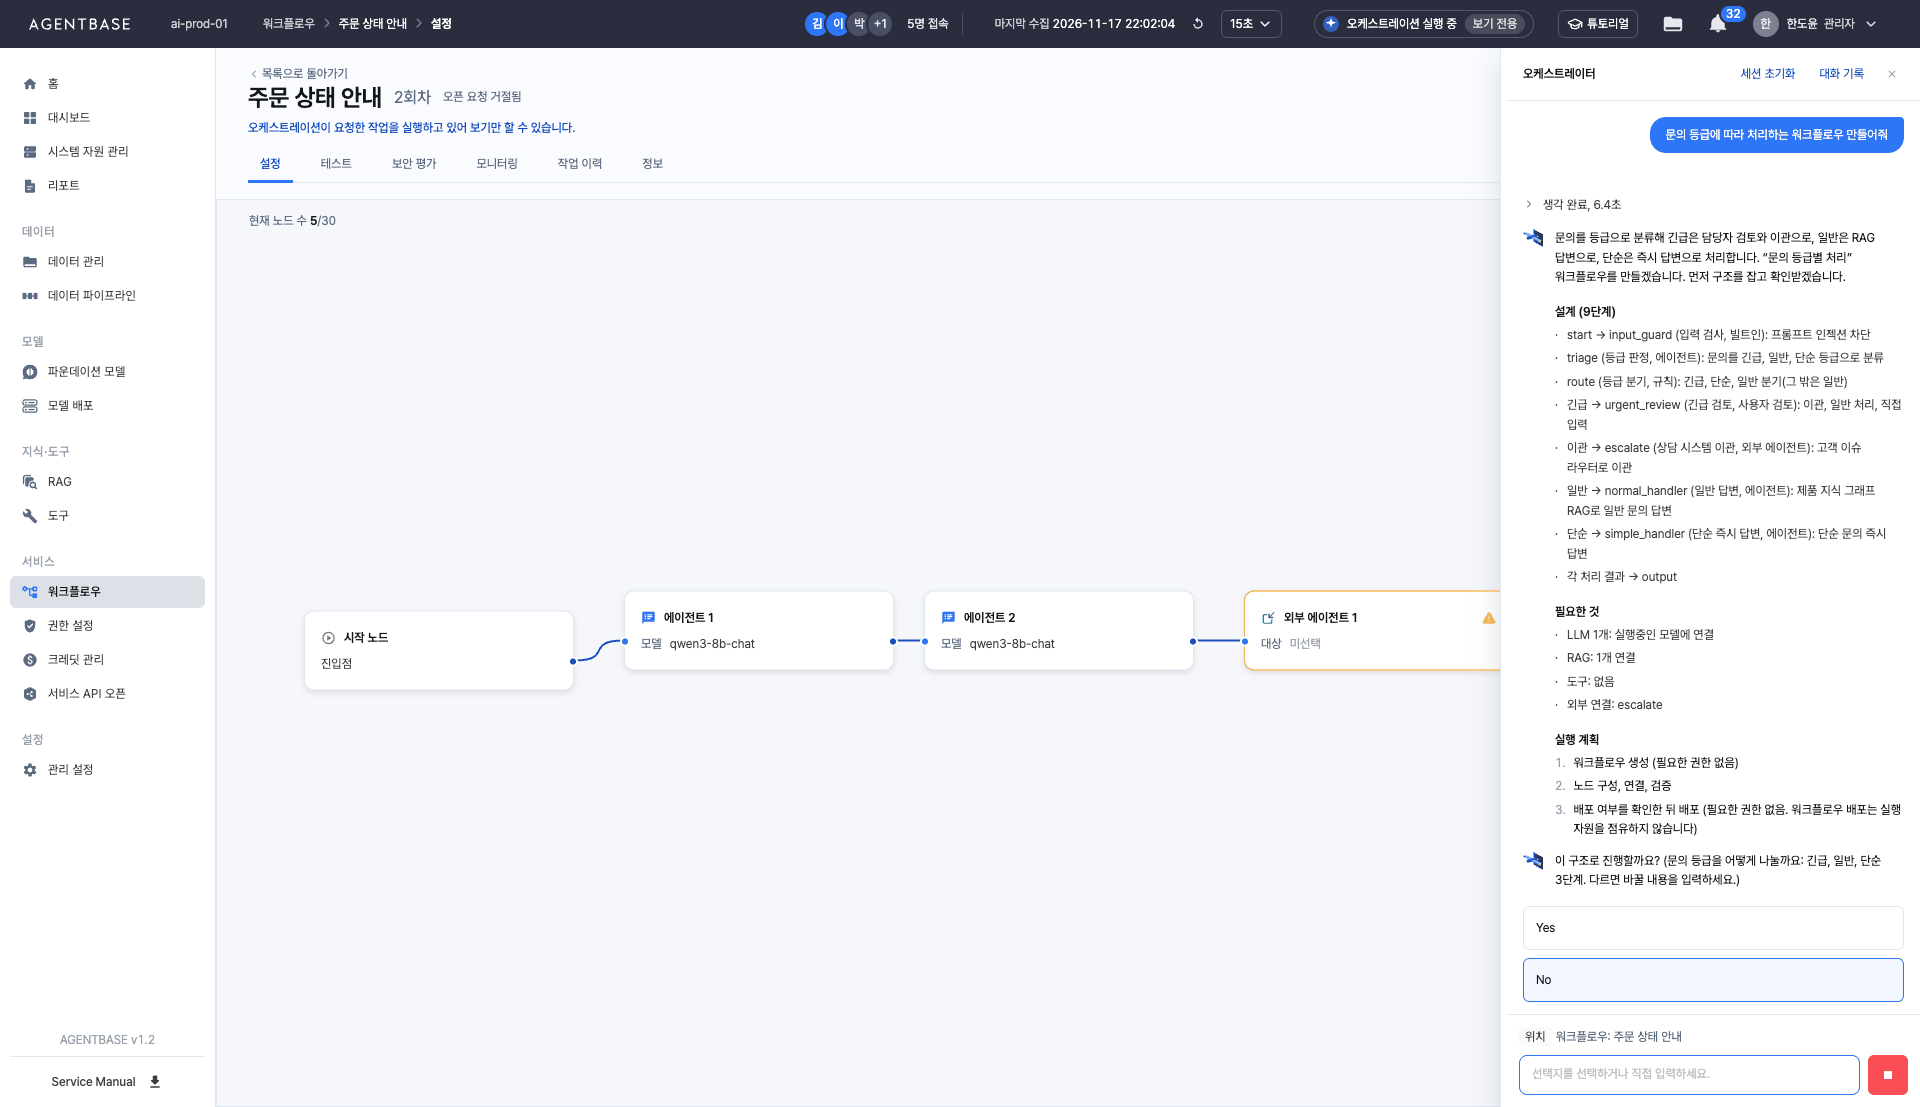 AGENTBASE
ai-prod-01
워크플로우 > 주문 상태 안내 > 설정
김 이 박 +1 5명 접속
마지막 수집 2026-11-17 22:02:04
15초
오케스트레이션 실행 중 보기 전용
튜토리얼
32
한 한도윤 관리자
홈
대시보드
시스템 자원 관리
리포트
데이터
데이터 관리
데이터 파이프라인
모델
파운데이션 모델
모델 배포
지식·도구
RAG
도구
서비스
워크플로우
권한 설정
크레딧 관리
서비스 API 오픈
설정
관리 설정
AGENTBASE v1.2
Service Manual
목록으로 돌아가기
주문 상태 안내 2회차 오픈 요청 거절됨
오케스트레이션이 요청한 작업을 실행하고 있어 보기만 할 수 있습니다.
설정 테스트 보안 평가 모니터링 작업 이력 정보
현재 노드 수 5/30
시작 노드
진입점
에이전트 1
모델 qwen3-8b-chat
에이전트 2
모델 qwen3-8b-chat
외부 에이전트 1
대상 미선택
오케스트레이터
세션 초기화
대화 기록
문의 등급에 따라 처리하는 워크플로우 만들어줘
생각 완료, 6.4초
문의를 등급으로 분류해 긴급은 담당자 검토와 이관으로, 일반은 RAG
답변으로, 단순은 즉시 답변으로 처리합니다. “문의 등급별 처리”
워크플로우를 만들겠습니다. 먼저 구조를 잡고 확인받겠습니다.
설계 (9단계)
· start → input_guard (입력 검사, 빌트인): 프롬프트 인젝션 차단
· triage (등급 판정, 에이전트): 문의를 긴급, 일반, 단순 등급으로 분류
· route (등급 분기, 규칙): 긴급, 단순, 일반 분기(그 밖은 일반)
· 긴급 → urgent_review (긴급 검토, 사용자 검토): 이관, 일반 처리, 직접
입력
· 이관 → escalate (상담 시스템 이관, 외부 에이전트): 고객 이슈
라우터로 이관
· 일반 → normal_handler (일반 답변, 에이전트): 제품 지식 그래프
RAG로 일반 문의 답변
· 단순 → simple_handler (단순 즉시 답변, 에이전트): 단순 문의 즉시
답변
· 각 처리 결과 → output
필요한 것
· LLM 1개: 실행중인 모델에 연결
· RAG: 1개 연결
· 도구: 없음
· 외부 연결: escalate
실행 계획
1. 워크플로우 생성 (필요한 권한 없음)
2. 노드 구성, 연결, 검증
3. 배포 여부를 확인한 뒤 배포 (필요한 권한 없음. 워크플로우 배포는 실행
자원을 점유하지 않습니다)
이 구조로 진행할까요? (문의 등급을 어떻게 나눌까요: 긴급, 일반, 단순
3단계. 다르면 바꿀 내용을 입력하세요.)
Yes
No
위치 워크플로우: 주문 상태 안내
선택지를 선택하거나 직접 입력하세요.